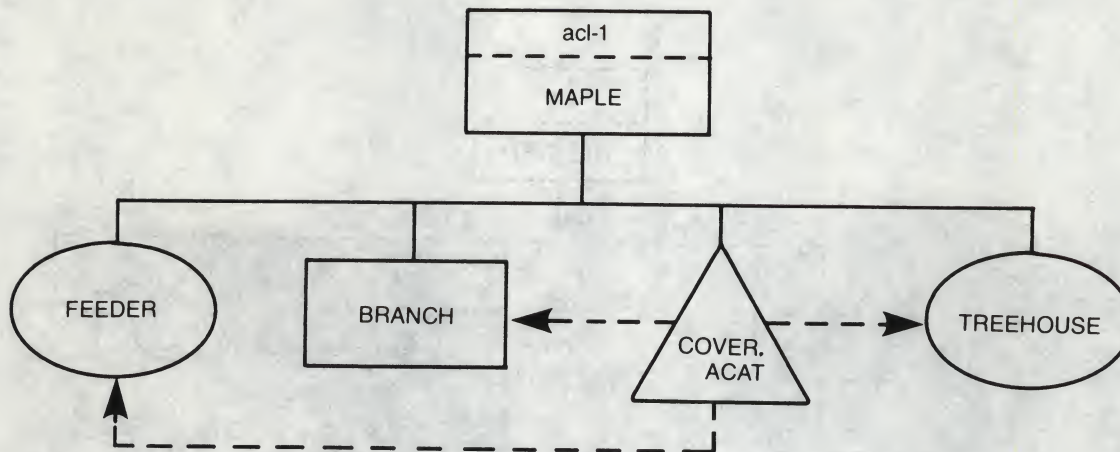 acl-1
MAPLE
FEEDER
BRANCH
COVER.
ACAT
TREEHOUSE